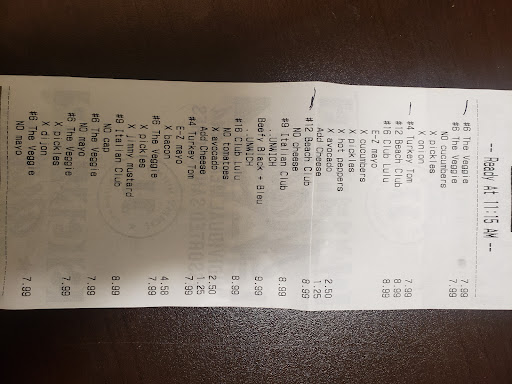 -- Ready At 11:15 AM --
#6 The Veggie 7.99
#6 The Veggie 7.99
NO cucumbers
X pickles
X onion
#4 Turkey Tom 7.99
#12 Beach Club 8.99
#16 Club Lulu 8.99
E-Z mayo
X cucumbers
X pickles
X hot peppers
X avocado 2.50
Add Cheese 1.25
#12 Beach Club 8.99
NO cheese
#9 Italian Club 8.99
..UNWICH
Beefy Black + Bleu 9.99
..UNWICH
#16 Club Lulu 8.99
NO tomatoes
X avocado 2.50
Add Cheese 1.25
#4 Turkey Tom 7.99
E-Z mayo
X bacon 4.58
#6 The Veggie 7.99
X pickles
X jimmy mustard
#9 Italian Club 8.99
NO cap
#6 The Veggie 7.99
NO mayo
#6 The Veggie 7.99
X pickles
X dijon
#6 The Veggie 7.99
NO mayo